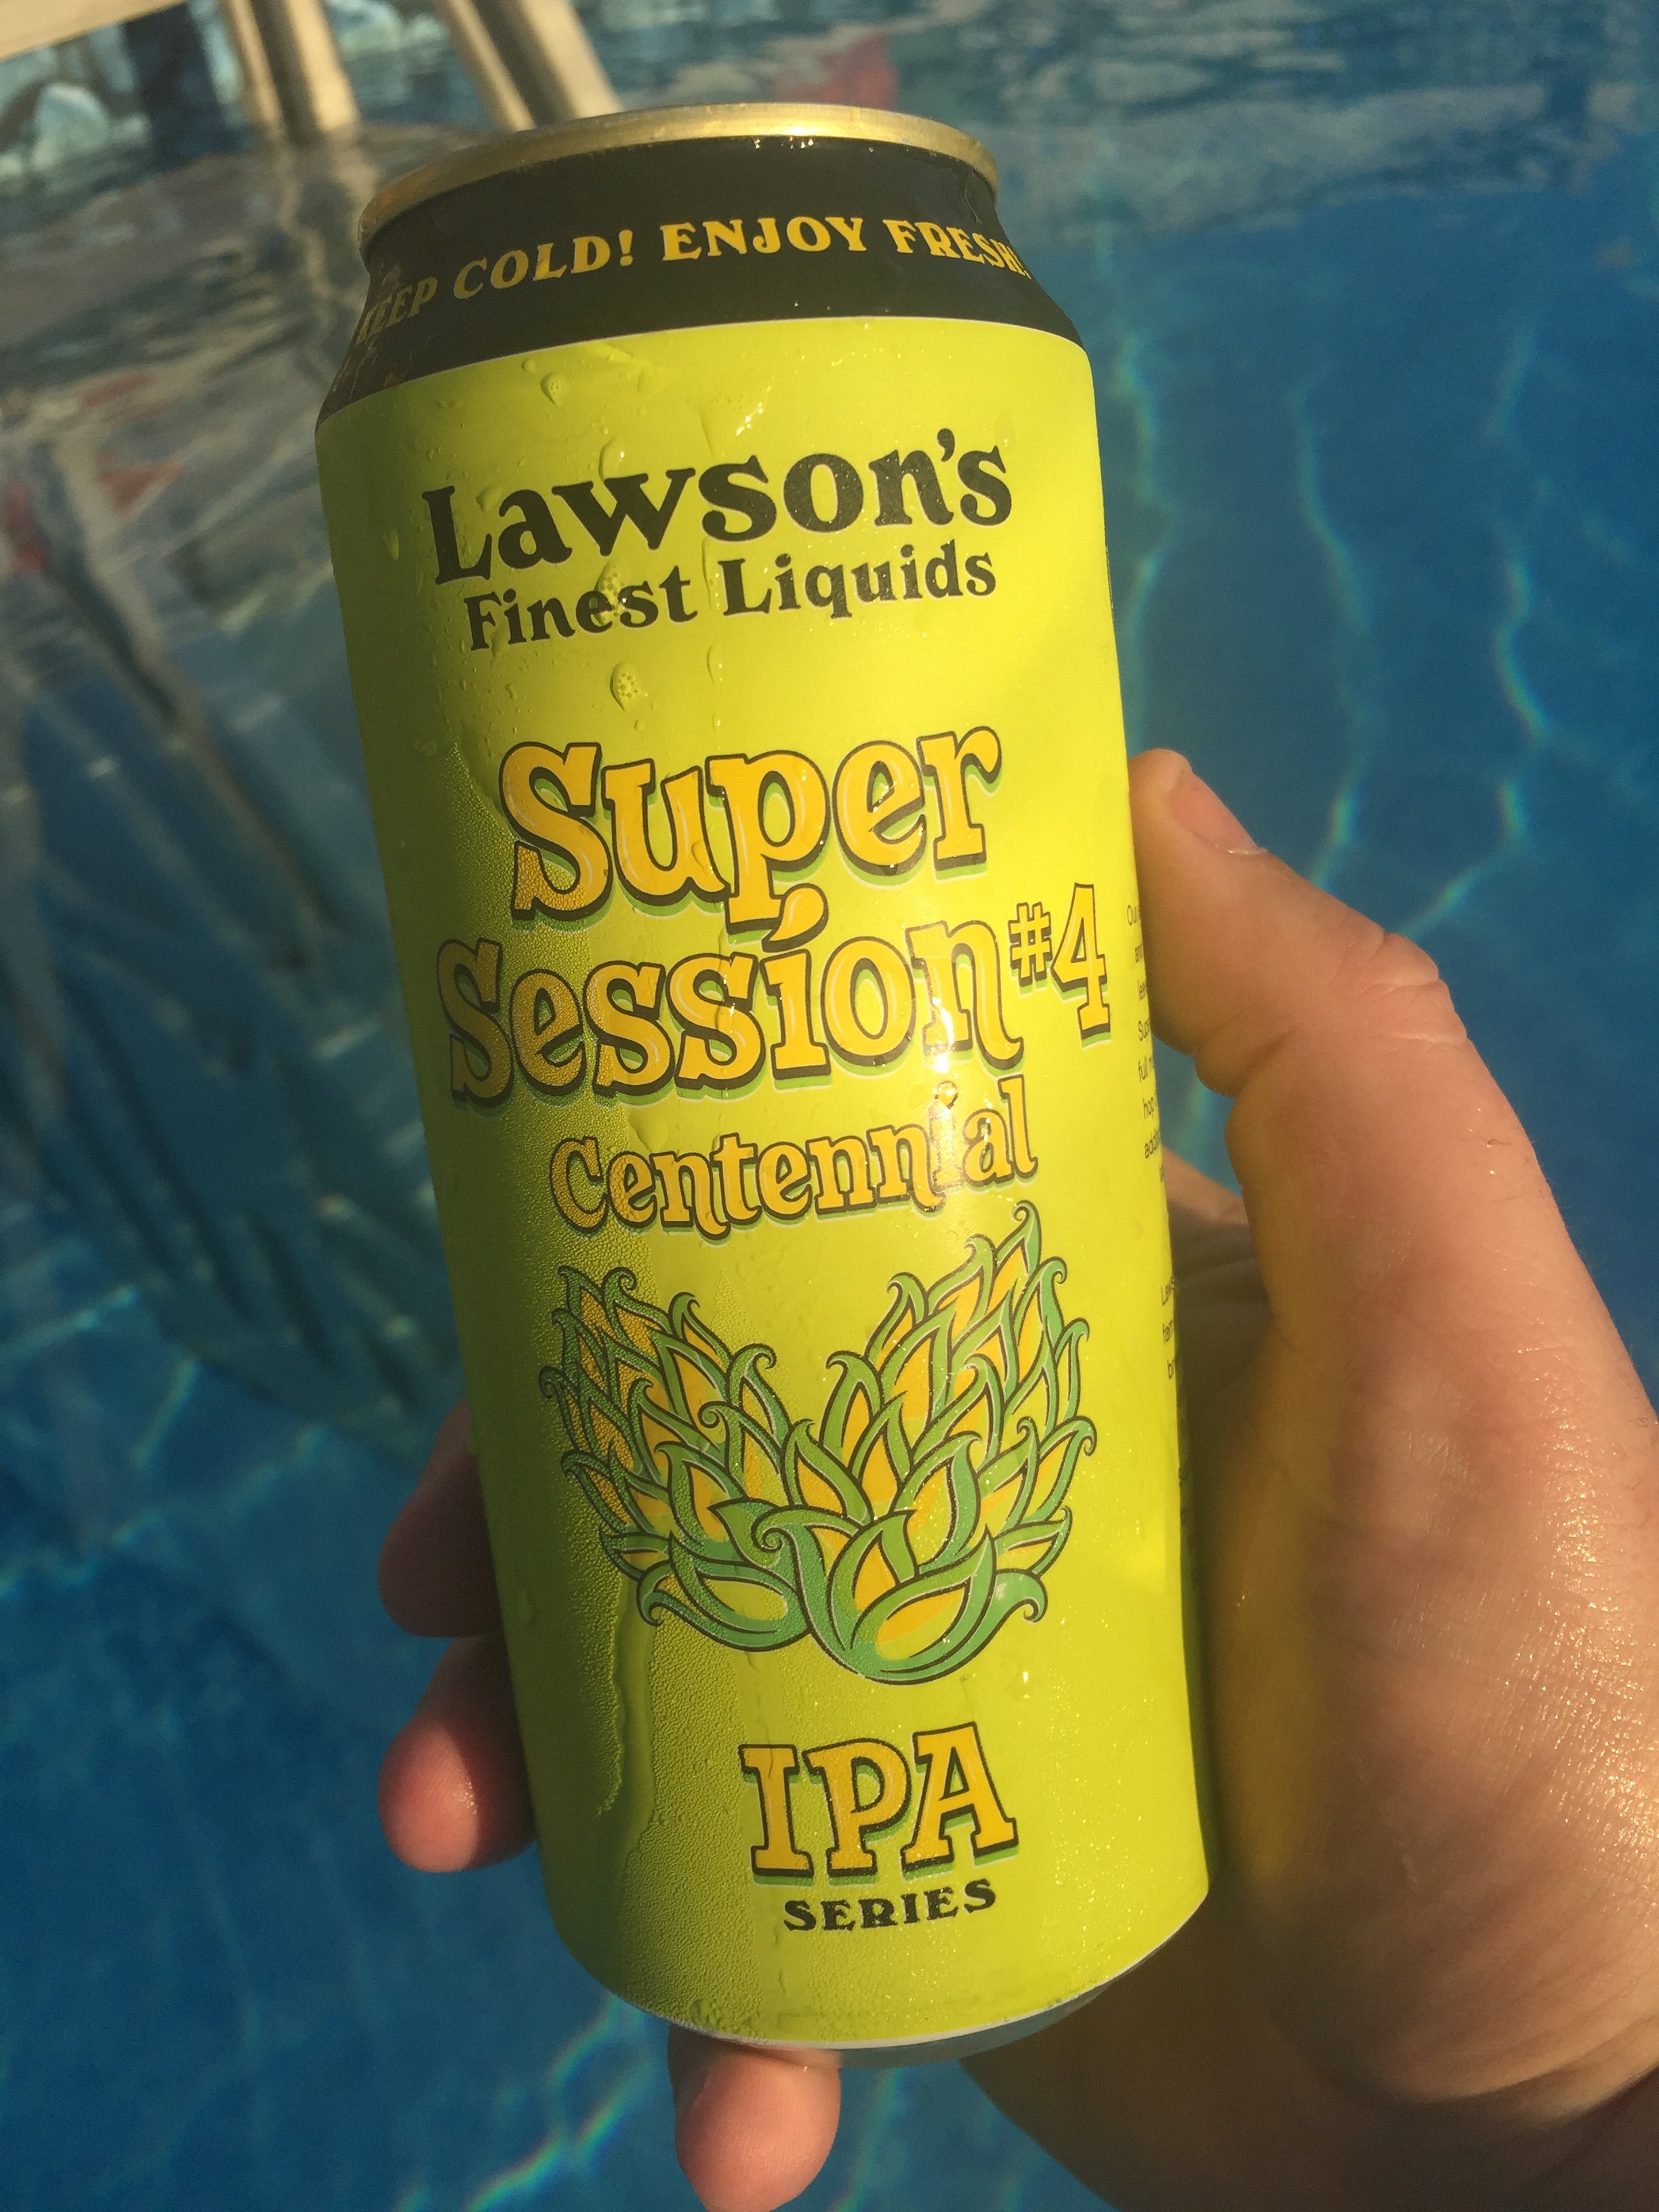 KEEP COLD! ENJOY FRESH!
Lawson's
Finest Liquids
Super
Session #4
Centennial
IPA
SERIES